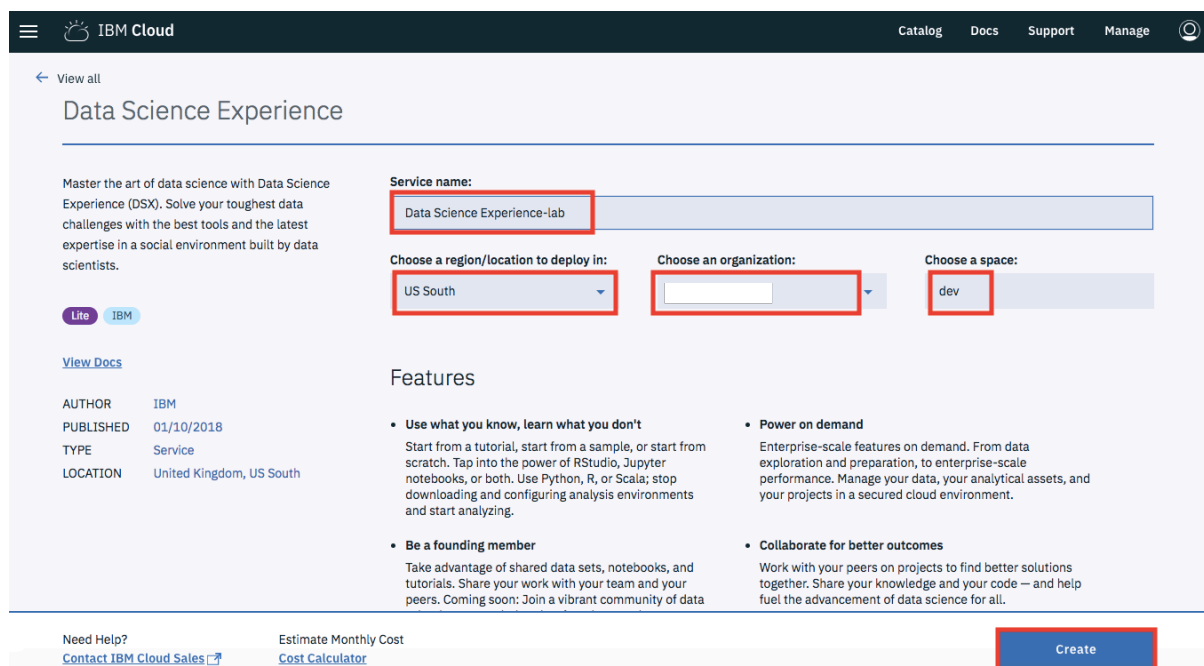 IBM Cloud
Catalog
Docs
Support
Manage
← View all
Data Science Experience
Master the art of data science with Data Science
Experience (DSX). Solve your toughest data
challenges with the best tools and the latest
expertise in a social environment built by data
scientists.
Lite
IBM
View Docs
AUTHOR IBM
PUBLISHED 01/10/2018
TYPE Service
LOCATION United Kingdom, US South
Service name:
Data Science Experience-lab
Choose a region/location to deploy in:
US South
Choose an organization:
Choose a space:
dev
Features
• Use what you know, learn what you don't
Start from a tutorial, start from a sample, or start from
scratch. Tap into the power of RStudio, Jupyter
notebooks, or both. Use Python, R, or Scala; stop
downloading and configuring analysis environments
and start analyzing.
• Be a founding member
Take advantage of shared data sets, notebooks, and
tutorials. Share your work with your team and your
peers. Coming soon: Join a vibrant community of data
• Power on demand
Enterprise-scale features on demand. From data
exploration and preparation, to enterprise-scale
performance. Manage your data, your analytical assets, and
your projects in a secured cloud environment.
• Collaborate for better outcomes
Work with your peers on projects to find better solutions
together. Share your knowledge and your code — and help
fuel the advancement of data science for all.
Need Help?
Contact IBM Cloud Sales
Estimate Monthly Cost
Cost Calculator
Create